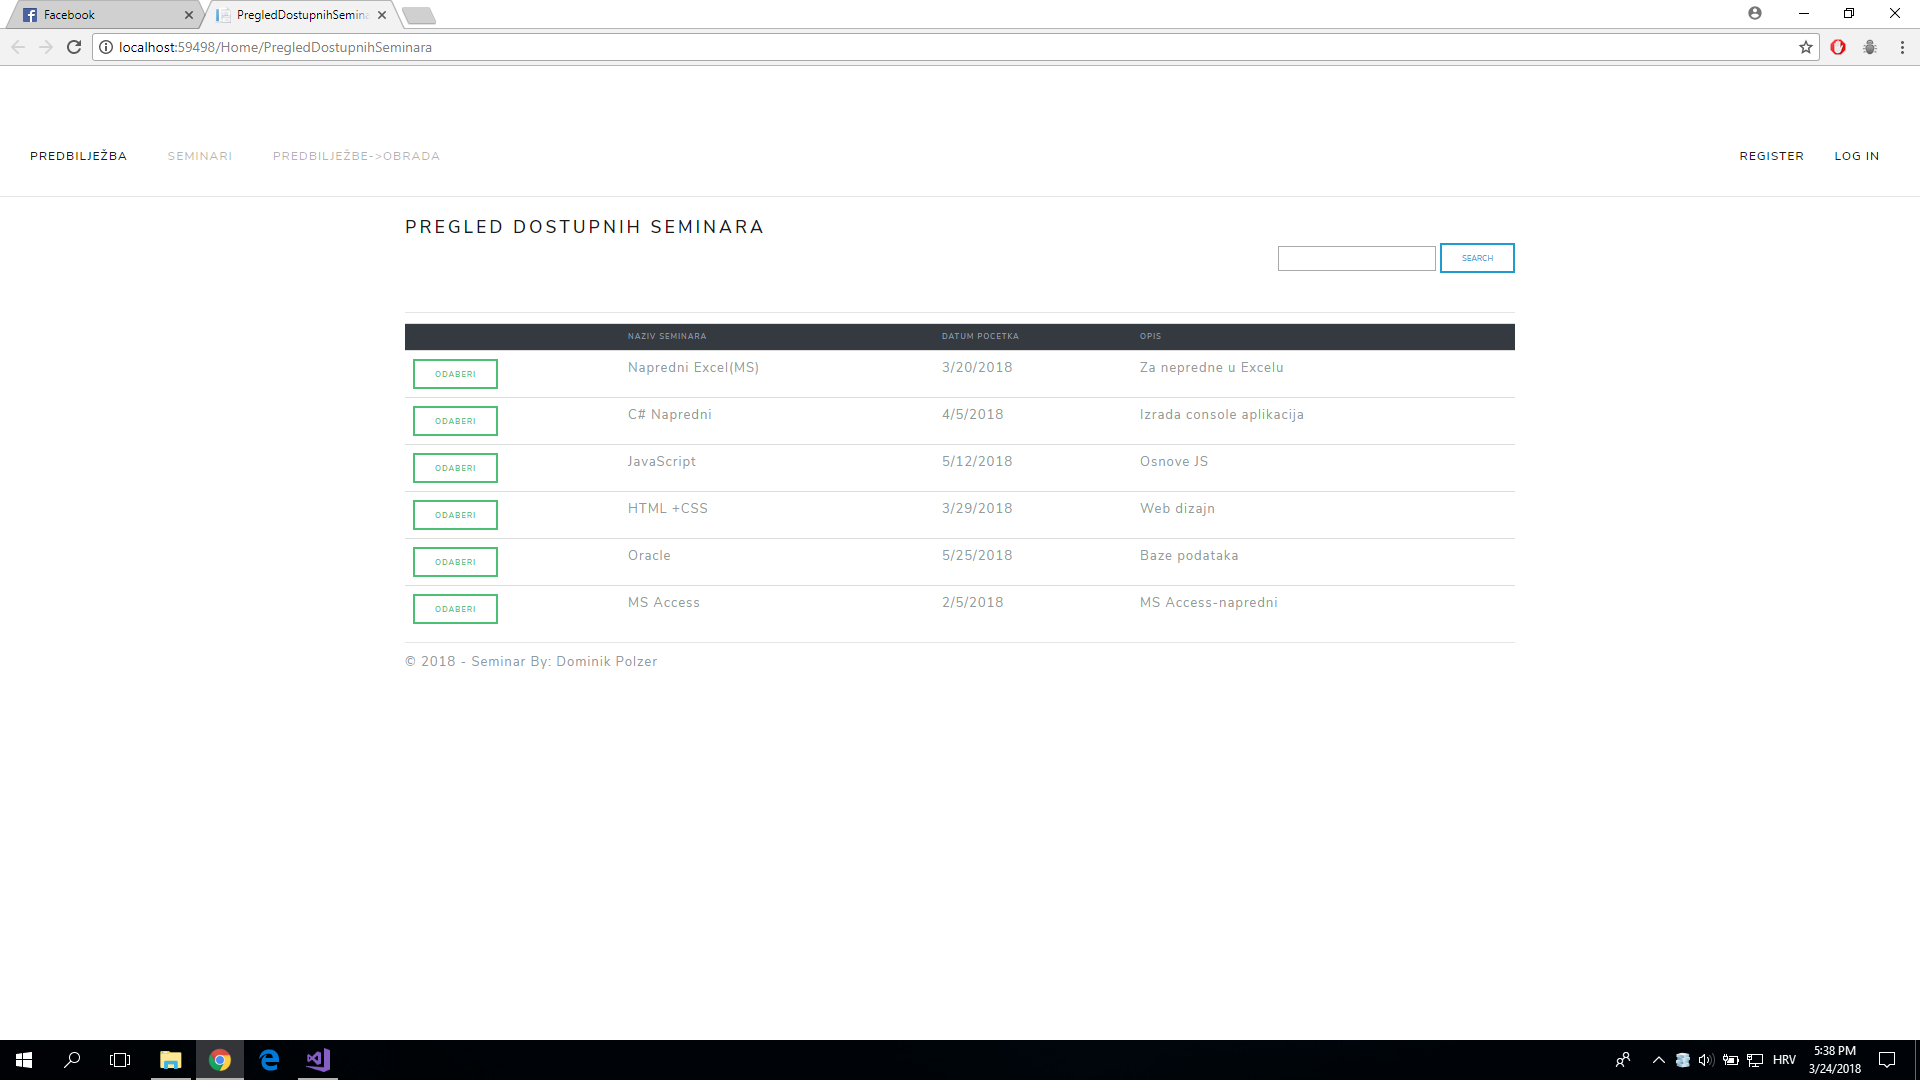 Facebook
PregledDostupnihSemina
localhost:59498/Home/PregledDostupnihSeminara
PREDBILJEŽBA SEMINARI PREDBILJEŽBE->OBRADA REGISTER LOG IN
PREGLED DOSTUPNIH SEMINARA
SEARCH
NAZIV SEMINARA DATUM POCETKA OPIS
ODABERI Napredni Excel(MS) 3/20/2018 Za nepredne u Excelu
ODABERI C# Napredni 4/5/2018 Izrada console aplikacija
ODABERI JavaScript 5/12/2018 Osnove JS
ODABERI HTML +CSS 3/29/2018 Web dizajn
ODABERI Oracle 5/25/2018 Baze podataka
ODABERI MS Access 2/5/2018 MS Access-napredni
© 2018 - Seminar By: Dominik Polzer
HRV
5:38 PM
3/24/2018